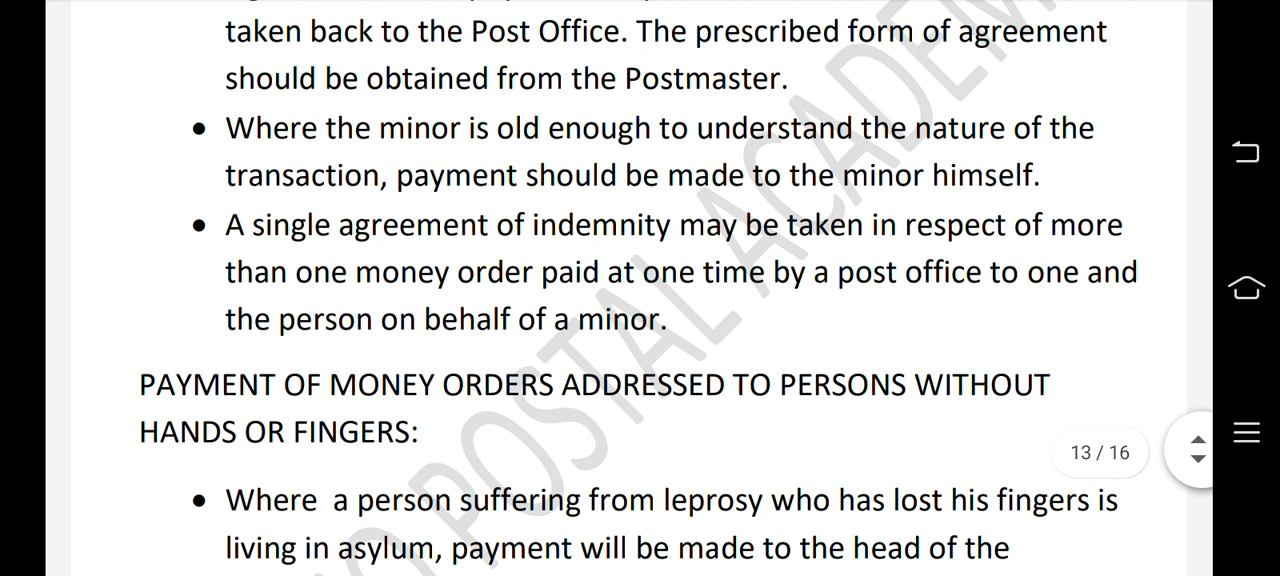 taken back to the Post Office. The prescribed form of agreement
should be obtained from the Postmaster.
• Where the minor is old enough to understand the nature of the
transaction, payment should be made to the minor himself.
• A single agreement of indemnity may be taken in respect of more
than one money order paid at one time by a post office to one and
the person on behalf of a minor.
PAYMENT OF MONEY ORDERS ADDRESSED TO PERSONS WITHOUT
HANDS OR FINGERS:
13 / 16
• Where  a person suffering from leprosy who has lost his fingers is
living in asylum, payment will be made to the head of the
POSTAL ACADEM